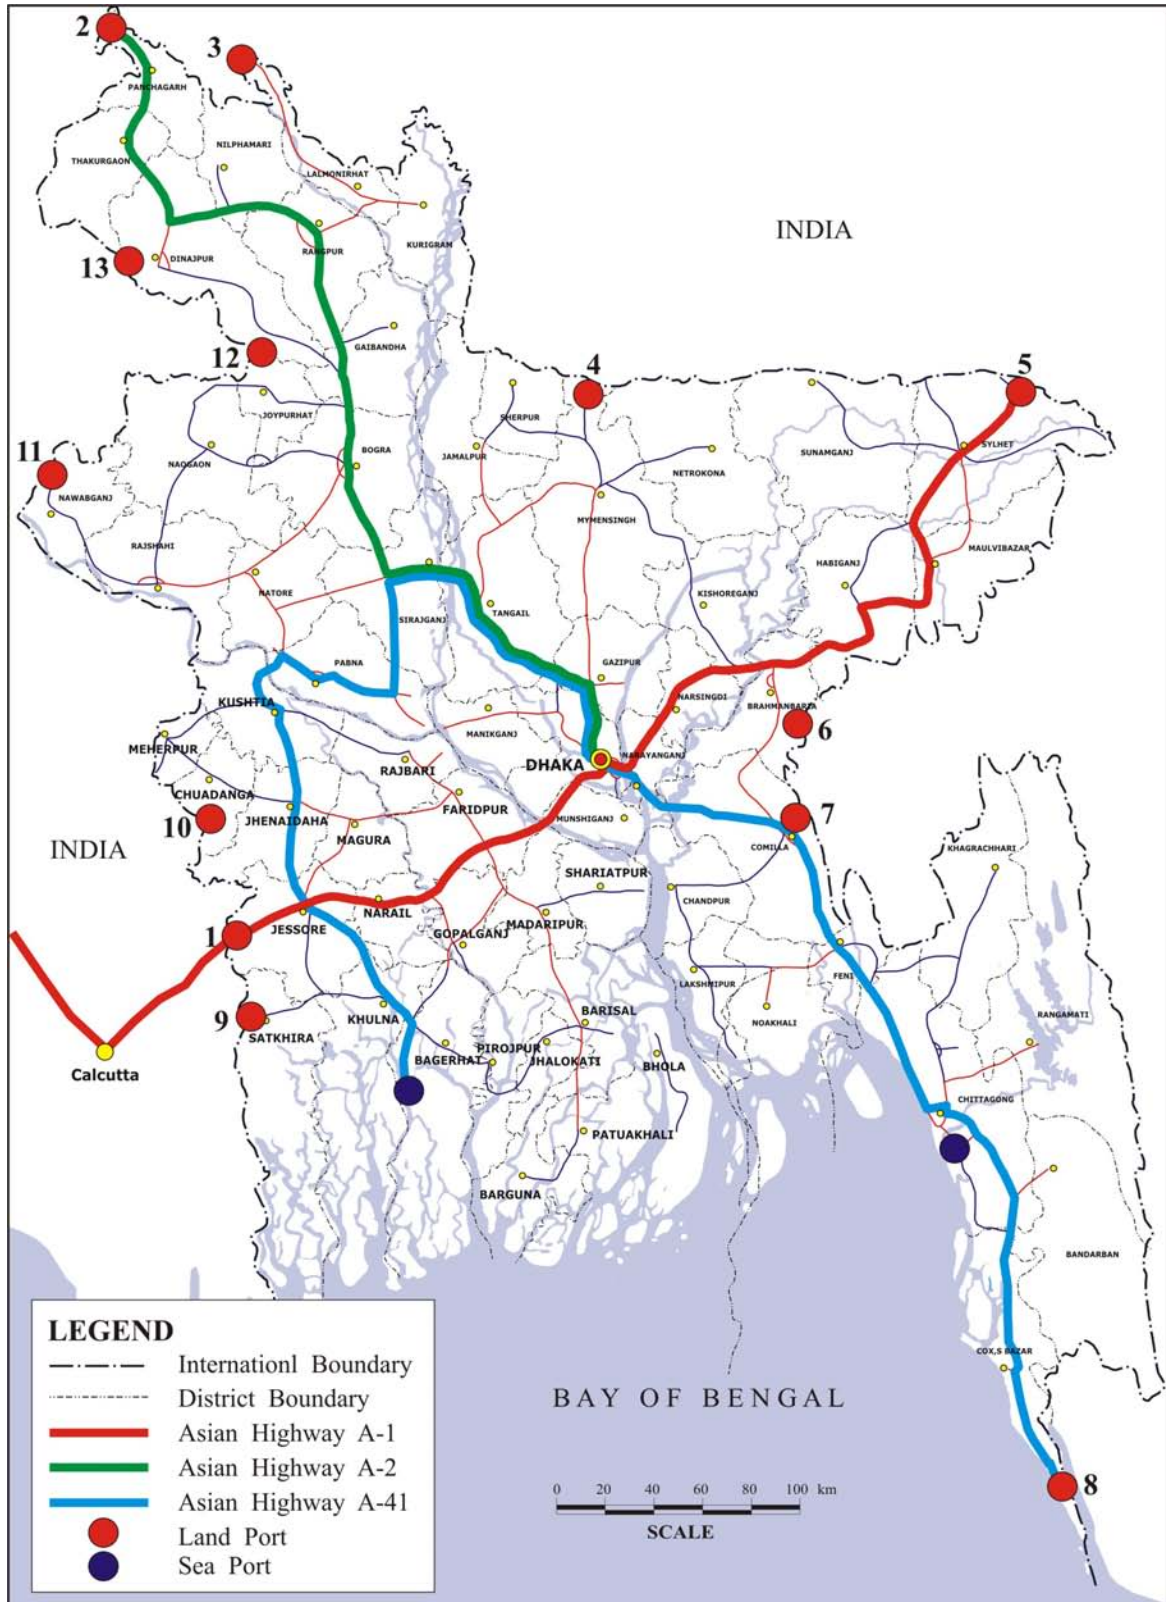 2
3
PANCHAGARH
THAKURGAON
NILPHAMARI
LALMONIRHAT
INDIA
KURIGRAM
RANGPUR
13
DINAJPUR
GAIBANDHA
12
4
5
JOYPURHAT
SHERPUR
11
BOGRA
JAMALPUR
SUNAMGANJ
SYLHET
NAOGAON
NETROKONA
NAWABGANJ
MYMENSINGH
RAJSHAHI
MAULVIBAZAR
HABIGANJ
NATORE
KISHOREGANJ
TANGAIL
SIRAJGANJ
PABNA
GAZIPUR
KUSHTIA
NARSINGDI
BRAHMANBARIA
6
MEHERPUR
MANIKGANJ
NARAYANGANJ
RAJBARI
DHAKA
CHUADANGA
FARIDPUR
7
10
JHENAIDAHA
MUNSHIGANJ
INDIA
MAGURA
COMILLA
KHAGRACHHARI
SHARIATPUR
CHANDPUR
NARAIL
MADARIPUR
1
JESSORE
GOPALGANJ
FENI
LAKSHMIPUR
9
KHULNA
NOAKHALI
BARISAL
RANGAMATI
SATKHIRA
PIROJPUR
BAGERHAT
JHALOKATI
BHOLA
Calcutta
CHITTAGONG
PATUAKHALI
BARGUNA
BANDARBAN
LEGEND
Internationl Boundary
District Boundary
Asian Highway A-1
Asian Highway A-2
Asian Highway A-41
Land Port
Sea Port
COX,S BAZAR
BAY OF BENGAL
8
0 20 40 60 80 100 km
SCALE